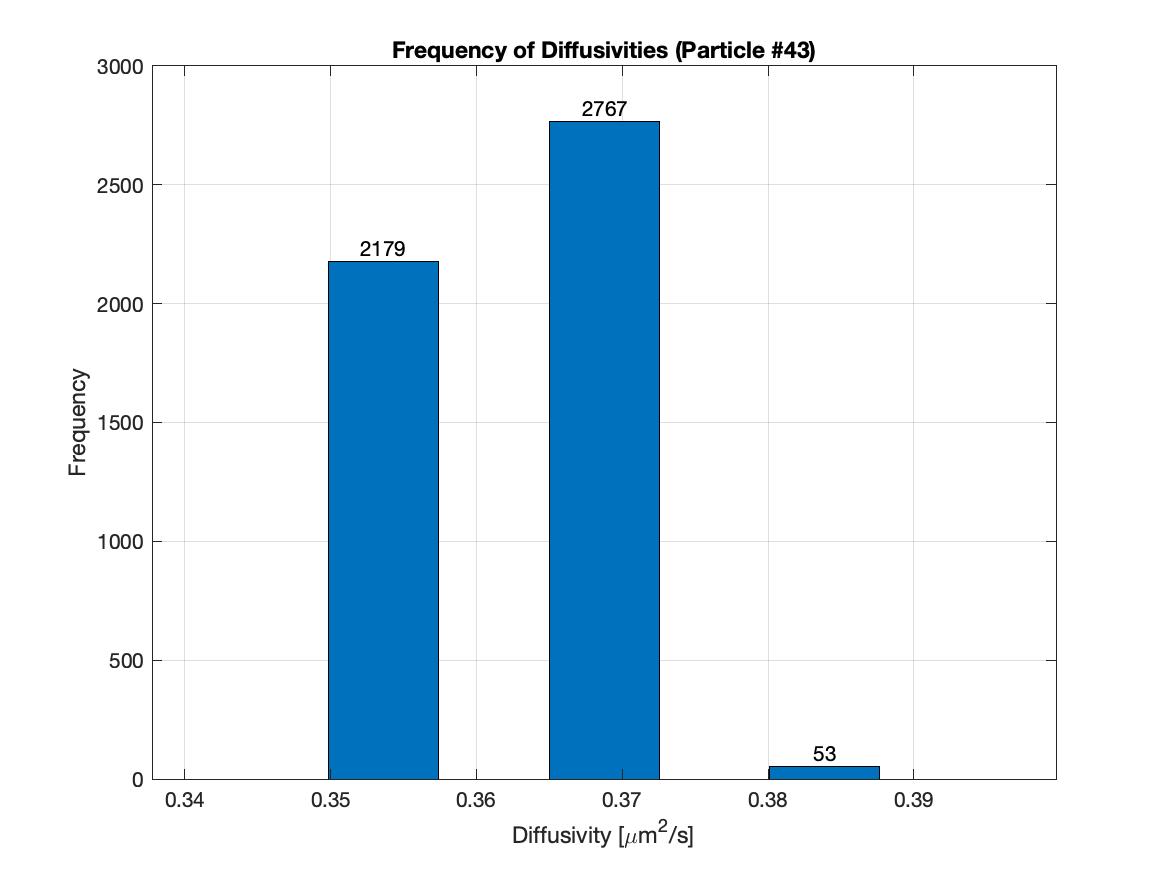 Frequency of Diffusivities (Particle #43)
3000
2767
2500
2179
2000
Frequency
1500
1000
500
53
0
0.34 0.35 0.36 0.37 0.38 0.39
Diffusivity [μm²/s]